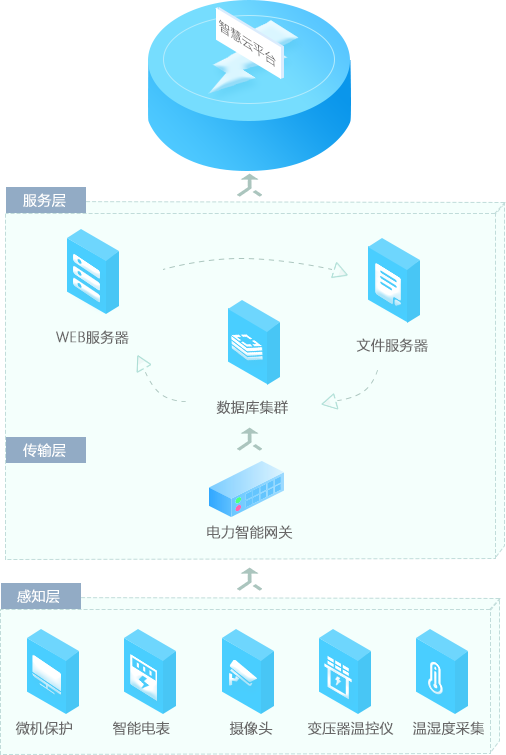 智慧云平台
服务层
WEB服务器
文件服务器
数据库集群
传输层
电力智能网关
感知层
微机保护
智能电表
摄像头
变压器温控仪
温湿度采集